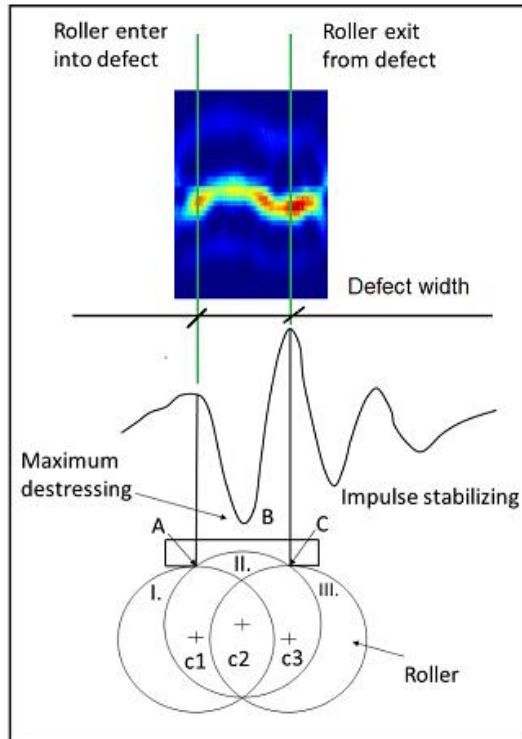 Roller enter
into defect
Roller exit
from defect
Defect width
Maximum
destressing
B
Impulse stabilizing
A
C
II.
I.
III.
c1
c2
c3
Roller